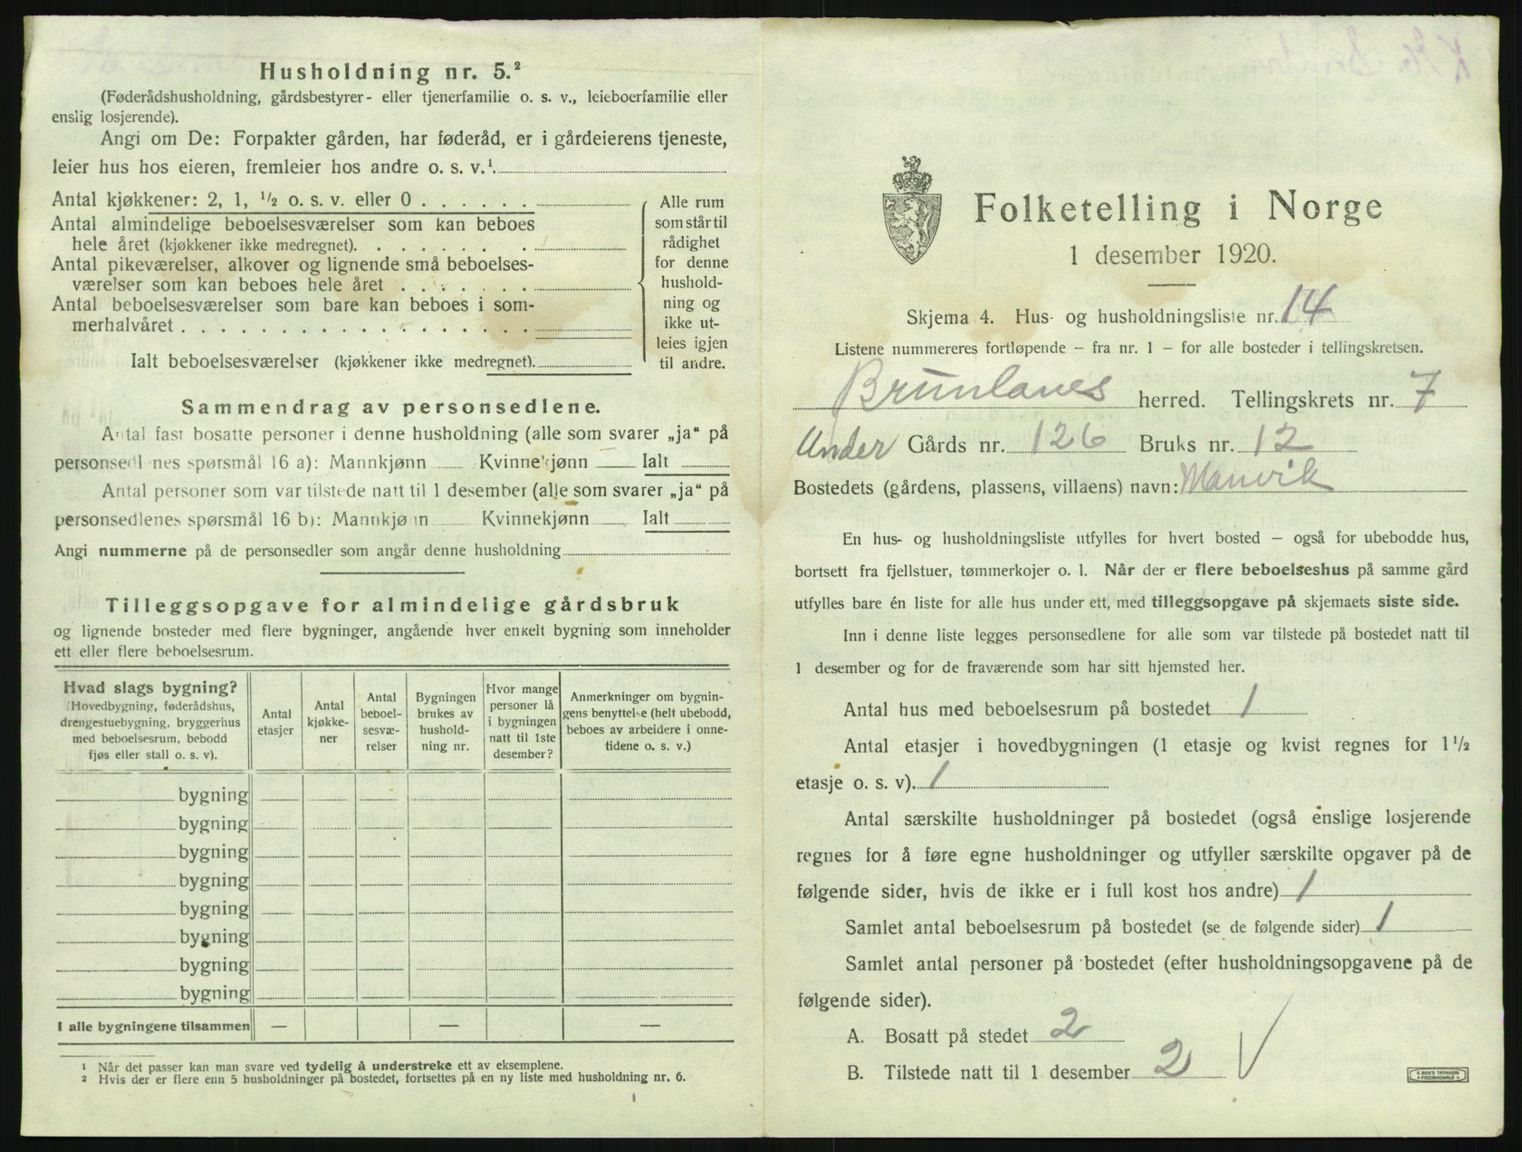 Husholdning nr. 5.²
(Føderådshusholdning, gårdsbestyrer- eller tjenerfamilie o. s. v., leieboerfamilie eller
enslig losjerende).
Angi om De: Forpakter gården, har føderåd, er i gårdeierens tjeneste,
leier hus hos eieren, fremleier hos andre o. s. v.¹.
Antal kjøkkener: 2, 1, ½ o. s. v. eller 0
Antal almindelige beboelsesværelser som kan beboes
hele året (kjøkkener ikke medregnet).
Antal pikeværelser, alkover og lignende små beboelses-
værelser som kan beboes hele året
Antal beboelsesværelser som bare kan beboes i som-
merhalvåret
Ialt beboelsesværelser (kjøkkener ikke medregnet).
Alle rum
som står til
rådighet
for denne
hushold-
ning og
ikke ut-
leies igjen
til andre.
Sammendrag av personsedlene.
Antal fast bosatte personer i denne husholdning (alle som svarer „ja“ på
personsedlenes spørsmål 16 a): Mannkjønn Kvinnekjønn Ialt
Antal personer som var tilstede natt til 1 desember (alle som svarer „ja“ på
personsedlenes spørsmål 16 b): Mannkjønn Kvinnekjønn Ialt
Angi nummerne på de personsedler som angår denne husholdning
Tilleggsopgave for almindelige gårdsbruk
og lignende bosteder med flere bygninger, angående hver enkelt bygning som inneholder
ett eller flere beboelsesrum.
Hvad slags bygning?
(Hovedbygning, føderådshus,
drengestuebygning, bryggerhus
med beboelsesrum, bebodd
fjøs eller stall o. s. v).
Antal
etasjer
Antal
kjøkke-
ner
Antal
beboel-
sesvæ-
relser
Bygningen
brukes av
hushold-
ning nr.
Hvor mange
personer lå
i bygningen
natt til 1ste
desember?
Anmerkninger om bygnin-
gens benyttelse (helt ubebodd,
beboes av arbeidere i onne-
tidene o. s. v.)
bygning
bygning
bygning
bygning
bygning
bygning
bygning
bygning
I alle bygningene tilsammen — — —
¹ Når det passer kan man svare ved tydelig å understreke ett av eksemplene.
² Hvis der er flere enn 5 husholdninger på bostedet, fortsettes på en ny liste med husholdning nr. 6.
Folketelling i Norge
1 desember 1920.
Skjema 4. Hus- og husholdningsliste nr. 14
Listene nummereres fortløpende – fra nr. 1 – for alle bosteder i tellingskretsen.
Brunlanes herred. Tellingskrets nr. 7
Under Gårds nr. 126 Bruks nr. 12
Bostedets (gårdens, plassens, villaens) navn: Manvik
En hus- og husholdningsliste utfylles for hvert bosted – også for ubebodde hus,
bortsett fra fjellstuer, tømmerkojer o. l. Når der er flere beboelseshus på samme gård
utfylles bare én liste for alle hus under ett, med tilleggsopgave på skjemaets siste side.
Inn i denne liste legges personsedlene for alle som var tilstede på bostedet natt til
1 desember og for de fraværende som har sitt hjemsted her.
Antal hus med beboelsesrum på bostedet 1
Antal etasjer i hovedbygningen (1 etasje og kvist regnes for 1½
etasje o. s. v). 1
Antal særskilte husholdninger på bostedet (også enslige losjerende
regnes for å føre egne husholdninger og utfyller særskilte opgaver på de
følgende sider, hvis de ikke er i full kost hos andre) 1
Samlet antal beboelsesrum på bostedet (se de følgende sider) 1
Samlet antal personer på bostedet (efter husholdningsopgavene på de
følgende sider).
A. Bosatt på stedet 2
B. Tilstede natt til 1 desember 2